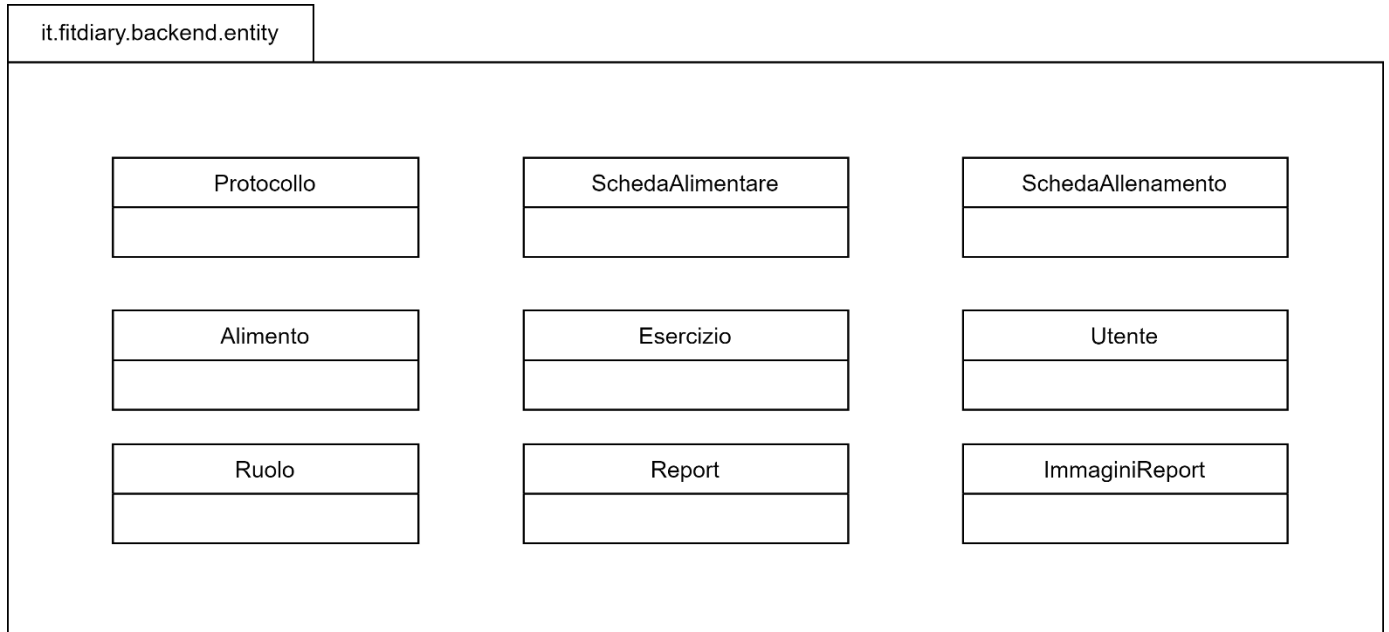 it.fitdiary.backend.entity
Protocollo
SchedaAlimentare
SchedaAllenamento
Alimento
Esercizio
Utente
Ruolo
Report
ImmaginiReport